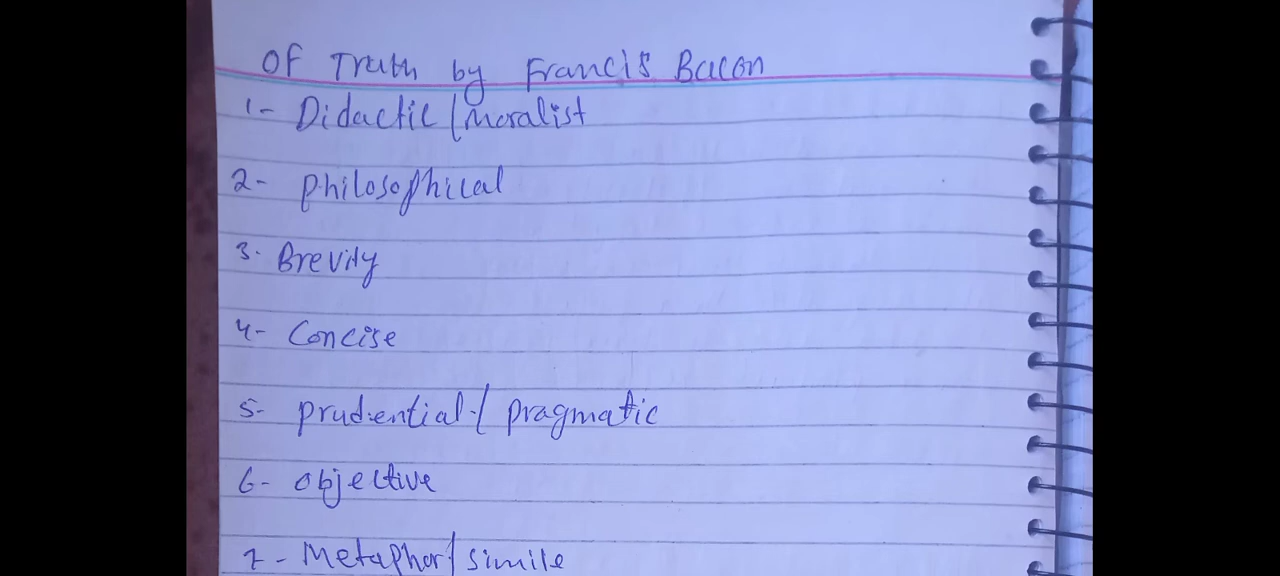 Of Truth by Francis Bacon
1- Didactic / Moralist
2- Philosophical
3. Brevity
4- Concise
5- Prudential / Pragmatic
6- Objective
7- Metaphor / simile